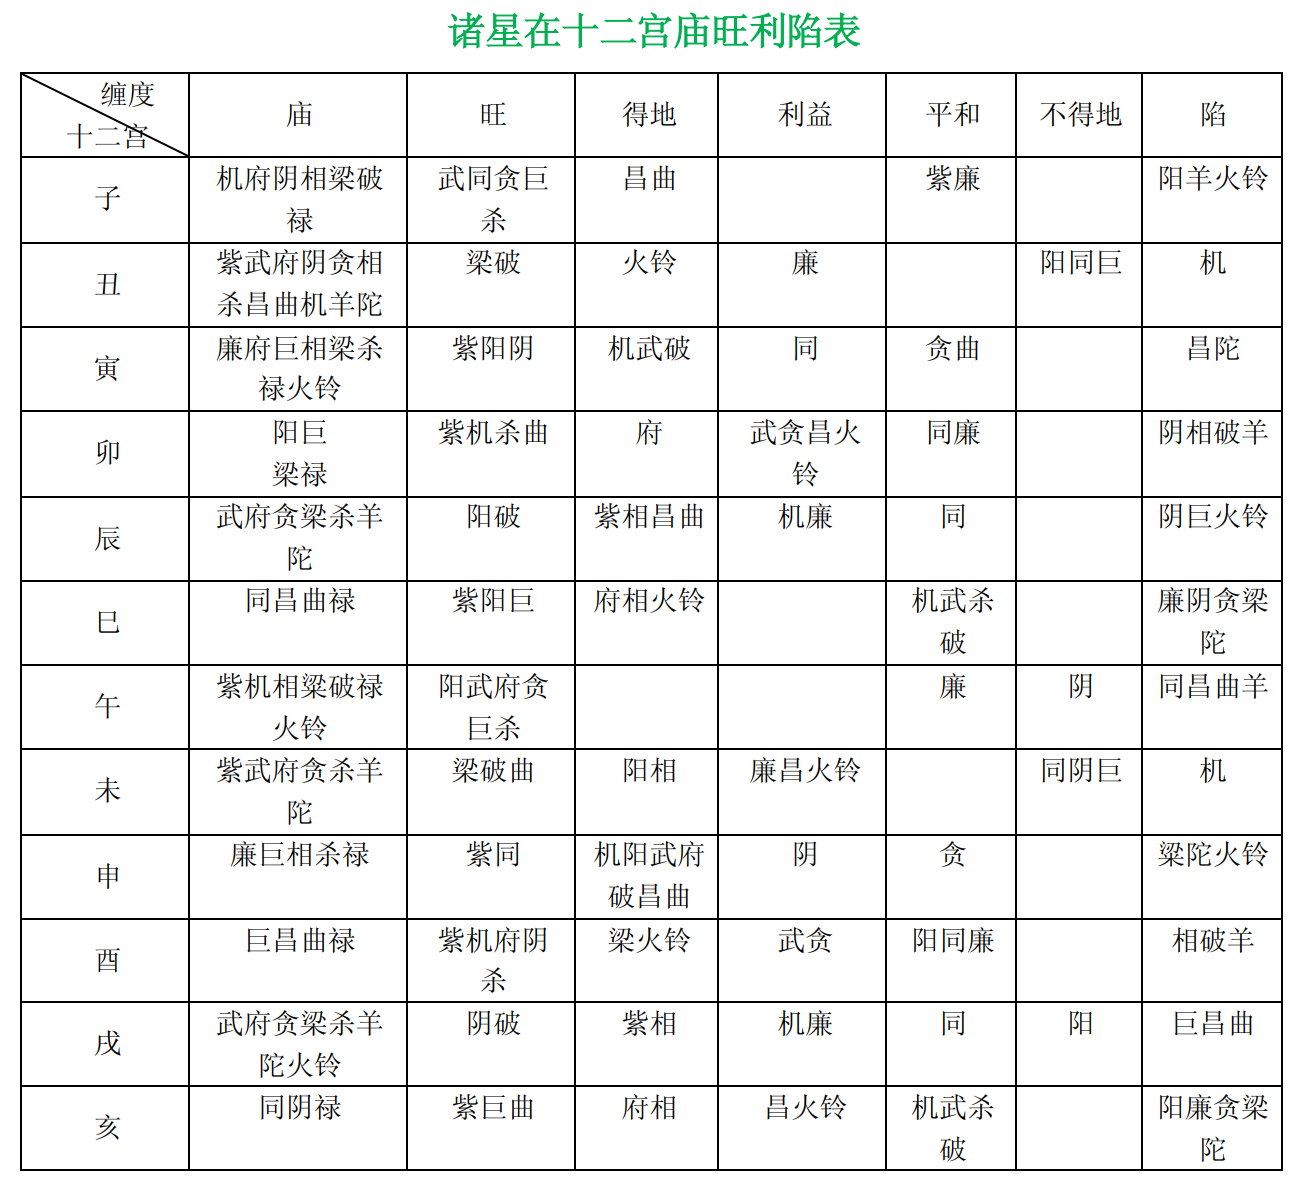 诸星在十二宫庙旺利陷表
缠度
十二宫
庙 旺 得地 利益 平和 不得地 陷
子
机府阴相梁破
禄
武同贪巨
杀
昌曲
紫廉
阳羊火铃
丑
紫武府阴贪相
杀昌曲机羊陀
梁破
火铃
廉
阳同巨
机
寅
廉府巨相梁杀
禄火铃
紫阳阴
机武破
同
贪曲
昌陀
卯
阳巨
梁禄
紫机杀曲
府
武贪昌火
铃
同廉
阴相破羊
辰
武府贪梁杀羊
陀
阳破
紫相昌曲
机廉
同
阴巨火铃
巳
同昌曲禄
紫阳巨
府相火铃
机武杀
破
廉阴贪梁
陀
午
紫机相梁破禄
火铃
阳武府贪
巨杀
廉
阴
同昌曲羊
未
紫武府贪杀羊
陀
梁破曲
阳相
廉昌火铃
同阴巨
机
申
廉巨相杀禄
紫同
机阳武府
破昌曲
阴
贪
梁陀火铃
酉
巨昌曲禄
紫机府阴
杀
梁火铃
武贪
阳同廉
相破羊
戌
武府贪梁杀羊
陀火铃
阴破
紫相
机廉
同
阳
巨昌曲
亥
同阴禄
紫巨曲
府相
昌火铃
机武杀
破
阳廉贪梁
陀